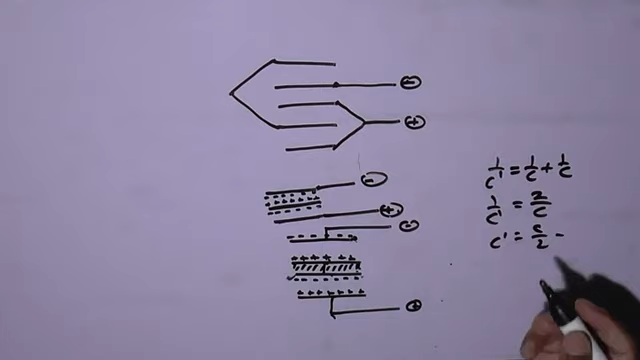 (-)
(+)
(-)
(+)
(-)
(+)
1/C' = 1/C + 1/C
1/C' = 2/C
C' = C/2 =